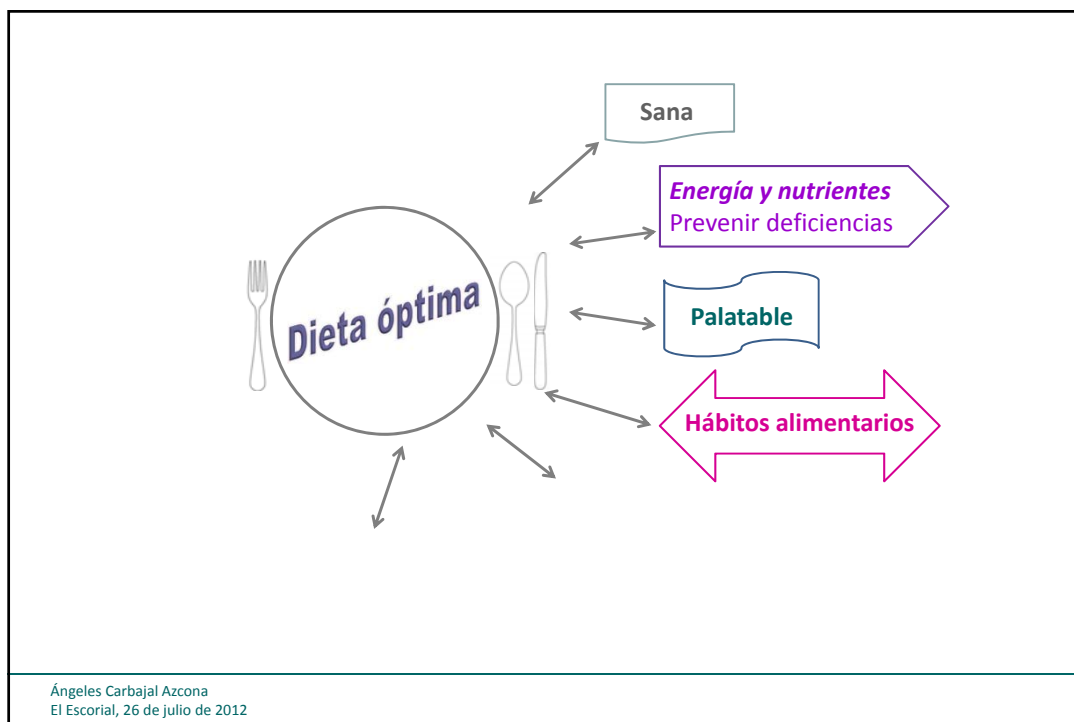 Sana
Energía y nutrientes
Prevenir deficiencias
Dieta óptima
Palatable
Hábitos alimentarios
Ángeles Carbajal Azcona
El Escorial, 26 de julio de 2012